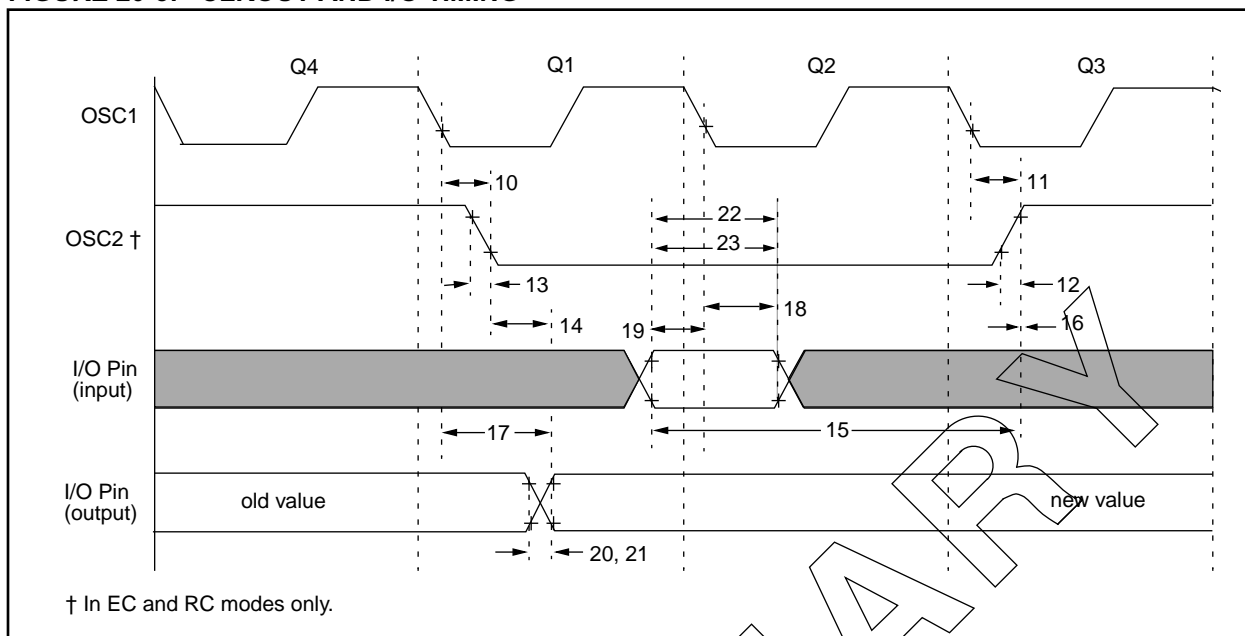 Q4 Q1 Q2 Q3
OSC1
10 11
22
OSC2 †
23
13 12
18
14 19 16
I/O Pin
(input)
17 15
I/O Pin
(output)
old value new value
20, 21
† In EC and RC modes only.
A R Y